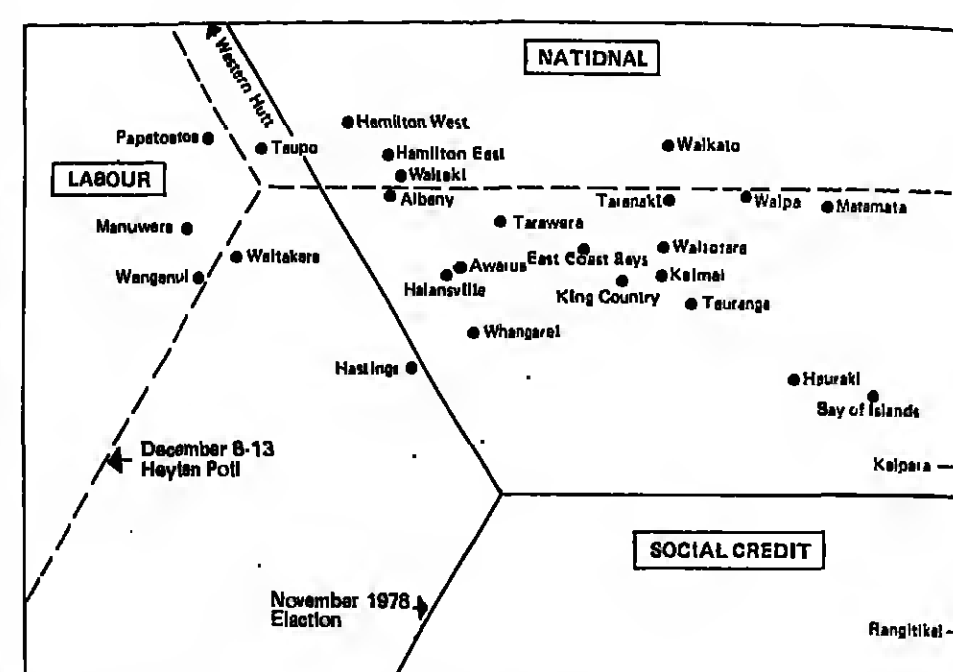 NATIONAL
Western Hutt
Hamilton West
Papatoetoe
Taupo
Waikato
Hamilton East
LABOUR
Waitaki
Albany
Taranaki
Waipa
Matamata
Manuwera
Tarawera
Waitakere
East Coast Bays
Waitotara
Wanganui
Awarua
Kaimai
Helensville
King Country
Tauranga
Whangarei
Hastings
Hauraki
Bay of Islands
December 8-13
Heylen Poll
Kaipara
SOCIAL CREDIT
November 1978
Election
Rangitikei